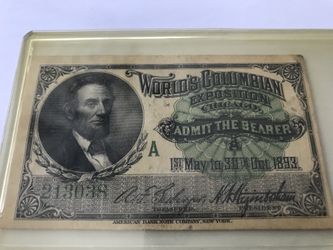 WORLD'S COLUMBIAN
EXPOSITION
CHICAGO
ADMIT THE BEARER
A
A
1ST May to 30TH Oct. 1893.
213038
TREASURER
PRESIDENT
AMERICAN BANK NOTE COMPANY, NEW YORK.